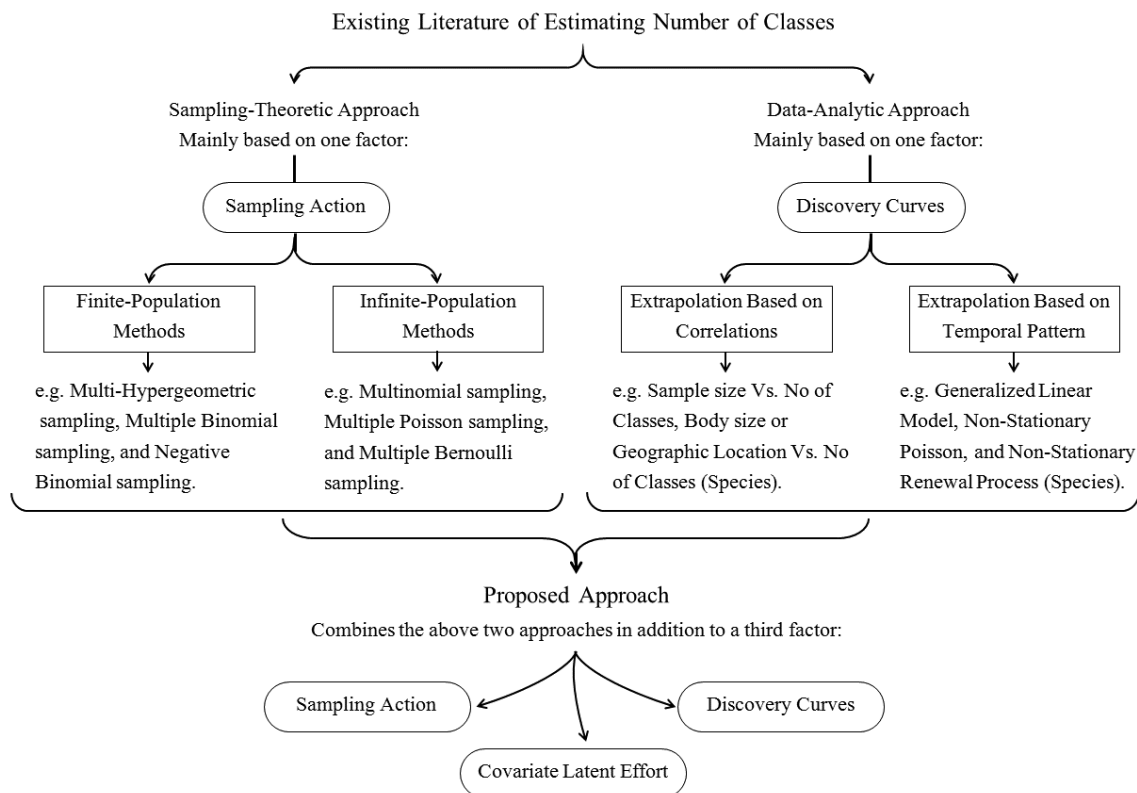 Existing Literature of Estimating Number of Classes
Sampling-Theoretic Approach
Mainly based on one factor:
Sampling Action
Finite-Population
Methods
e.g. Multi-Hypergeometric
sampling, Multiple Binomial
sampling, and Negative
Binomial sampling.
Infinite-Population
Methods
e.g. Multinomial sampling,
Multiple Poisson sampling,
and Multiple Bernoulli
sampling.
Data-Analytic Approach
Mainly based on one factor:
Discovery Curves
Extrapolation Based on
Correlations
e.g. Sample size Vs. No of
Classes, Body size or
Geographic Location Vs. No
of Classes (Species).
Extrapolation Based on
Temporal Pattern
e.g. Generalized Linear
Model, Non-Stationary
Poisson, and Non-Stationary
Renewal Process (Species).
Proposed Approach
Combines the above two approaches in addition to a third factor:
Sampling Action
Covariate Latent Effort
Discovery Curves